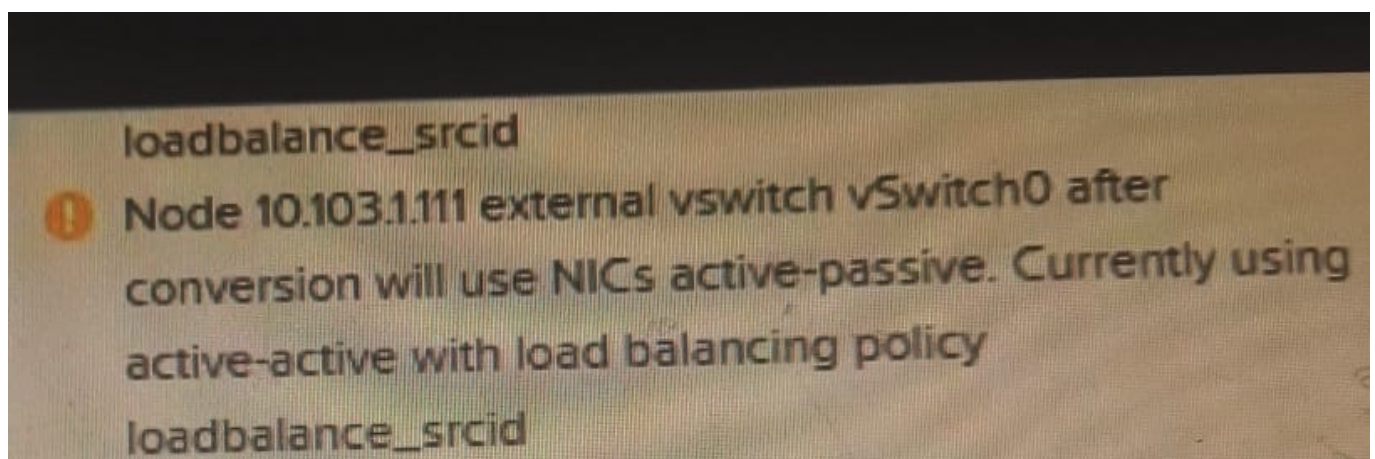 loadbalance_srcid
Node 10.103.1.111 external vswitch vSwitch0 after
conversion will use NICs active-passive. Currently using
active-active with load balancing policy
loadbalance_srcid